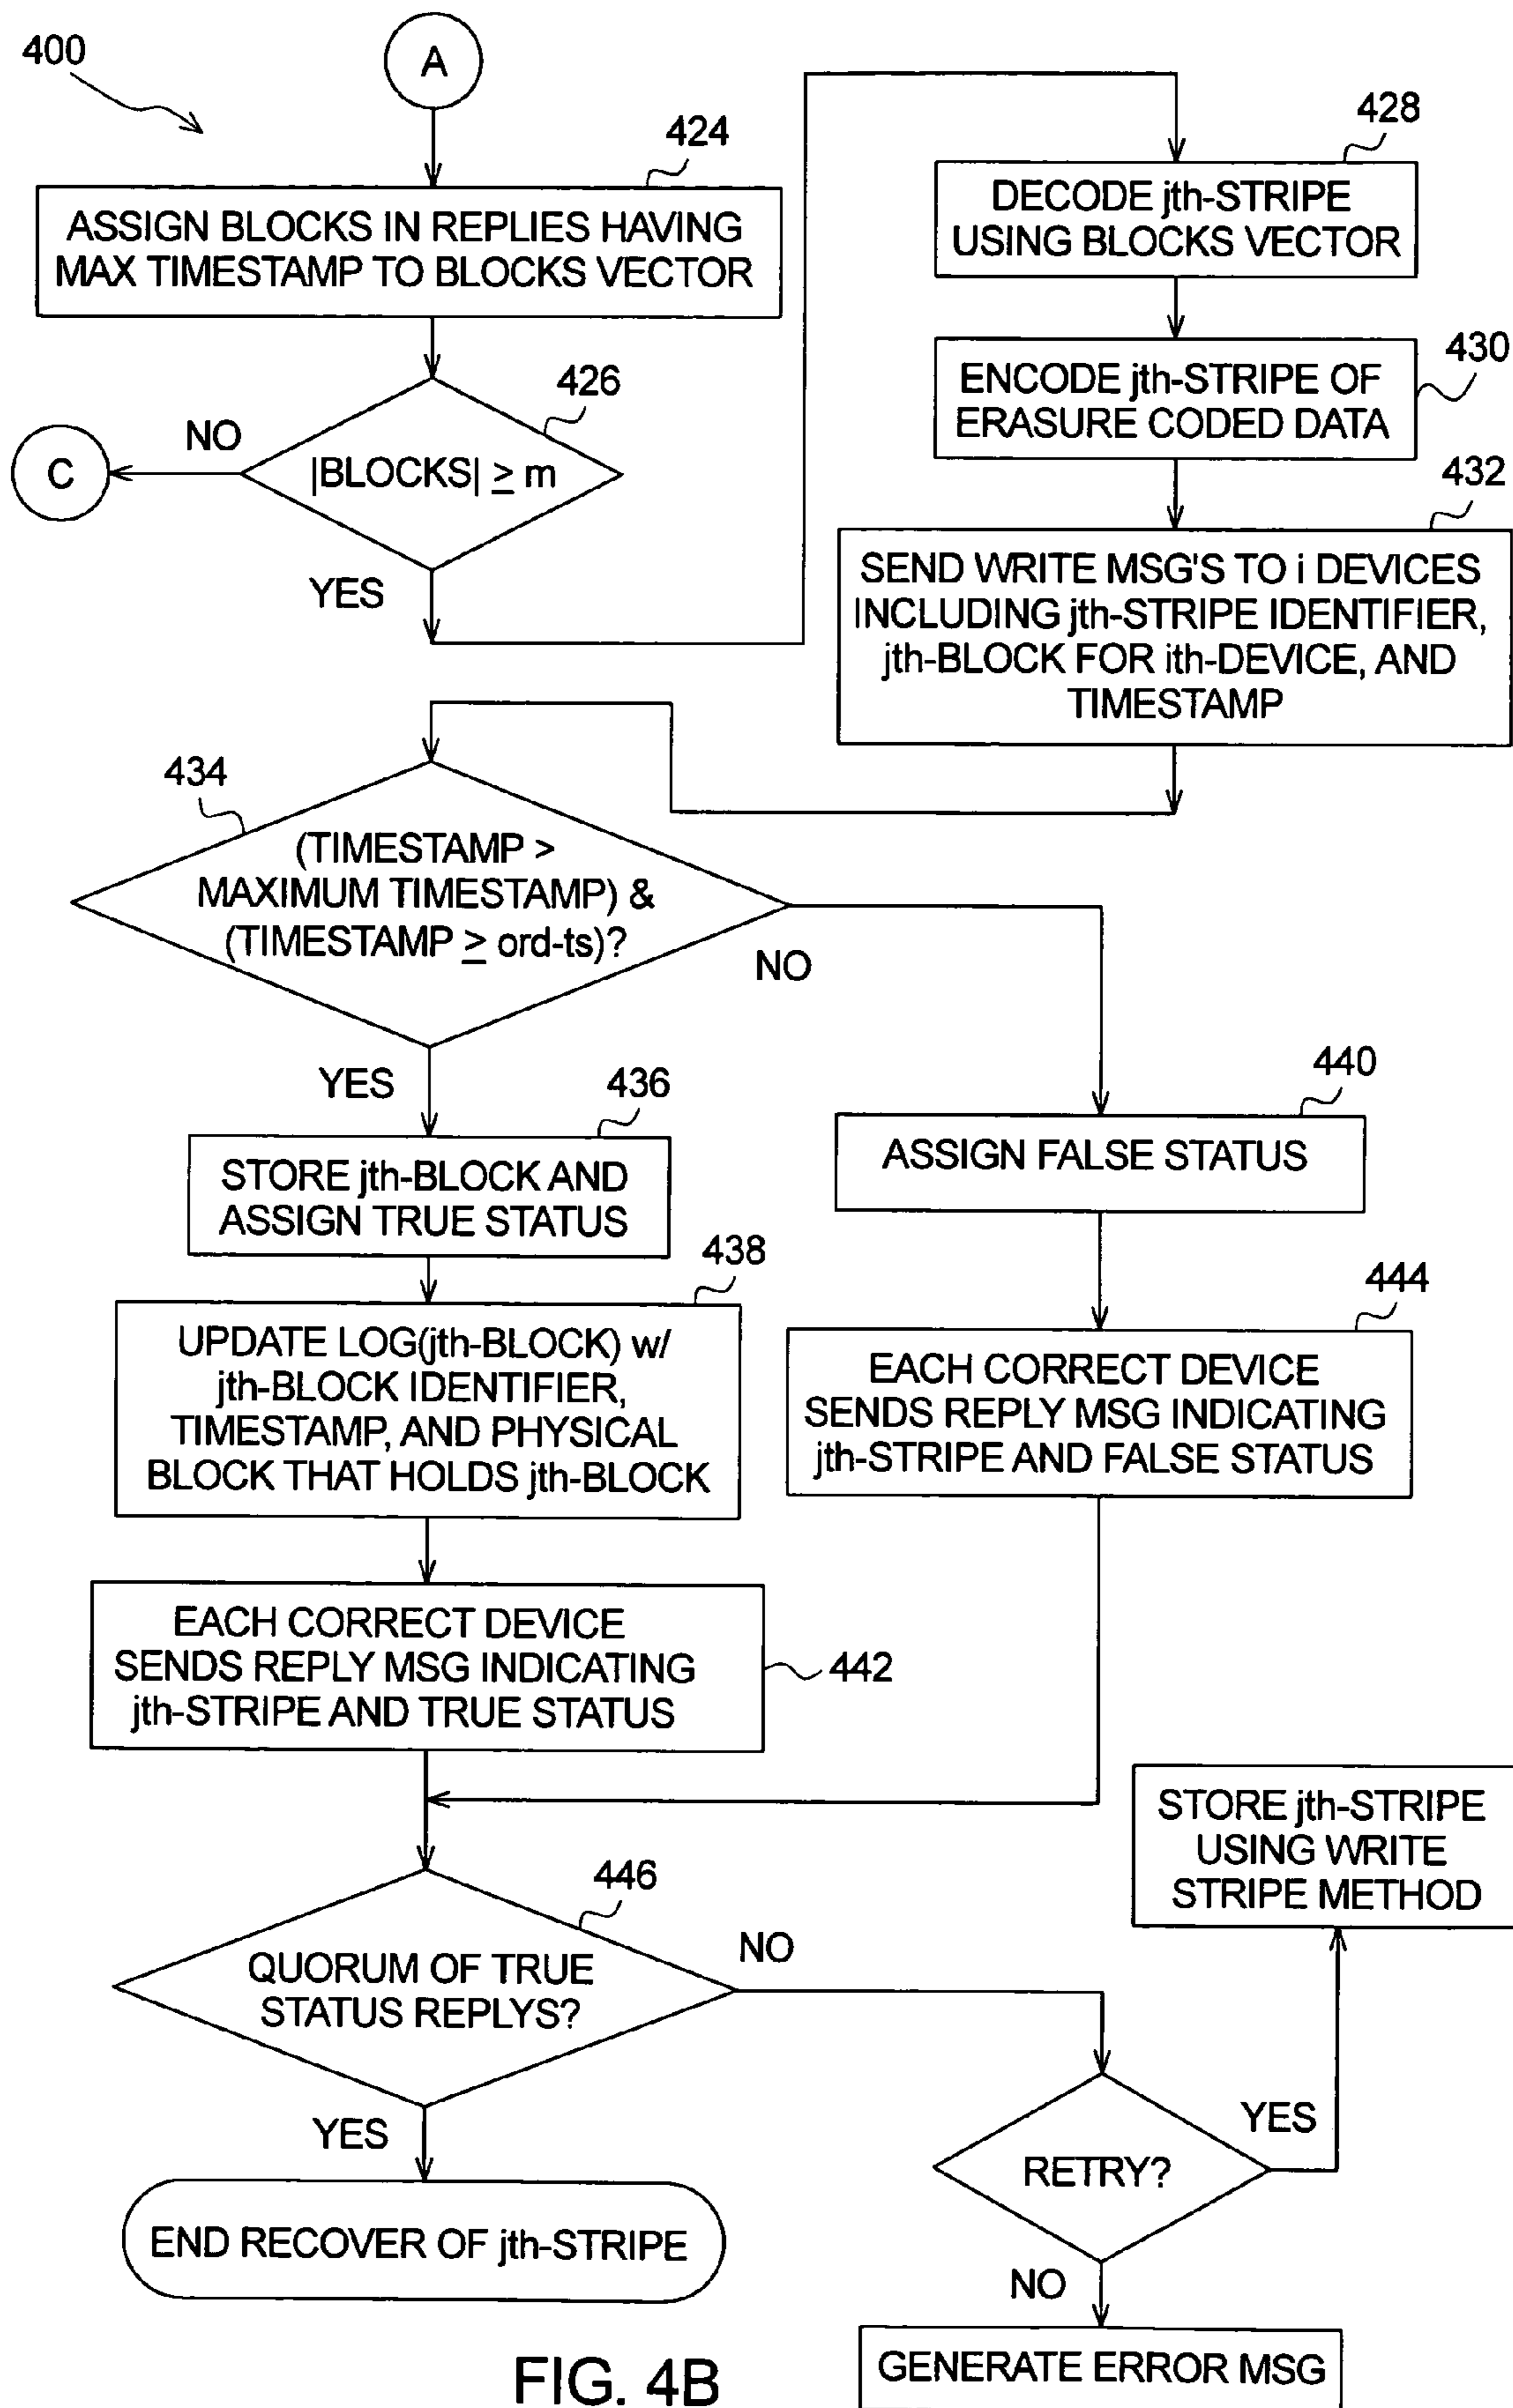 400
A
424
ASSIGN BLOCKS IN REPLIES HAVING
MAX TIMESTAMP TO BLOCKS VECTOR
426
|BLOCKS| ≥ m
NO
C
YES
428
DECODE jth-STRIPE
USING BLOCKS VECTOR
430
ENCODE jth-STRIPE OF
ERASURE CODED DATA
432
SEND WRITE MSG'S TO i DEVICES
INCLUDING jth-STRIPE IDENTIFIER,
jth-BLOCK FOR ith-DEVICE, AND
TIMESTAMP
434
(TIMESTAMP >
MAXIMUM TIMESTAMP) &
(TIMESTAMP ≥ ord-ts)?
NO
YES
436
STORE jth-BLOCK AND
ASSIGN TRUE STATUS
438
UPDATE LOG(jth-BLOCK) w/
jth-BLOCK IDENTIFIER,
TIMESTAMP, AND PHYSICAL
BLOCK THAT HOLDS jth-BLOCK
440
ASSIGN FALSE STATUS
444
EACH CORRECT DEVICE
SENDS REPLY MSG INDICATING
jth-STRIPE AND FALSE STATUS
EACH CORRECT DEVICE
SENDS REPLY MSG INDICATING
jth-STRIPE AND TRUE STATUS
442
446
QUORUM OF TRUE
STATUS REPLYS?
NO
YES
END RECOVER OF jth-STRIPE
STORE jth-STRIPE
USING WRITE
STRIPE METHOD
YES
RETRY?
NO
GENERATE ERROR MSG
FIG. 4B